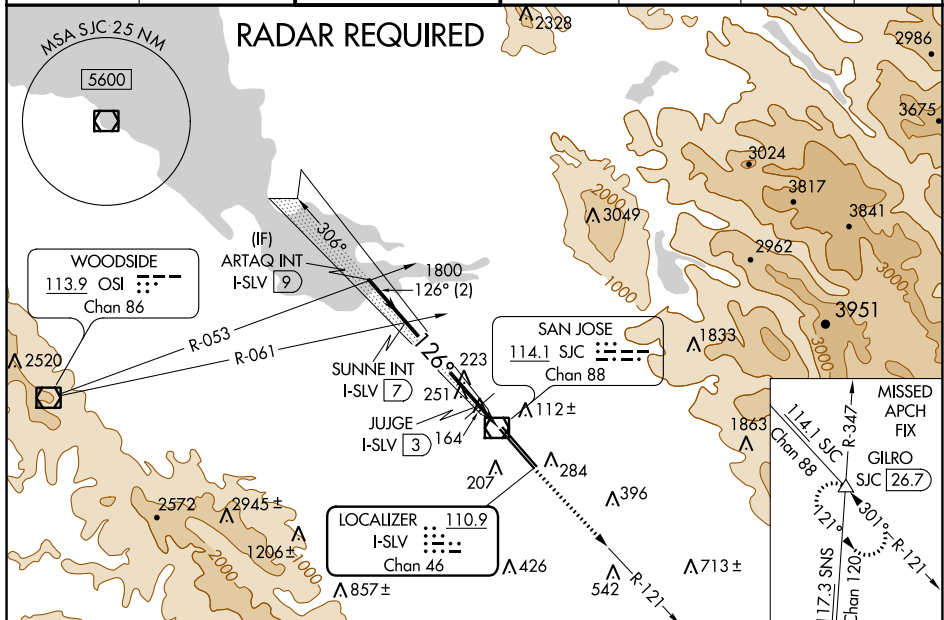 RADAR REQUIRED
MSA SJC 25 NM
5600
2328
2986
3675
3024
3817
3841
2000
3049
2962
1000
3000
3951
3000
306°
(IF)
ARTAQ INT
I-SLV 9
1800
126° (2)
WOODSIDE
113.9 OSI
Chan 86
R-053
R-061
2520
SUNNE INT
I-SLV 7
126°
223
251
SAN JOSE
114.1 SJC
Chan 88
1833
JUJGE
I-SLV 3
164
112±
1863
207
284
396
2572
2945±
1206±
1000
2000
857±
LOCALIZER 110.9
I-SLV
Chan 46
426
542
713±
R-121
MISSED
APCH
FIX
114.1 SJC
Chan 88
R-347
GILRO
SJC 26.7
301°
121°
R-121
117.3 SNS
Chan 120